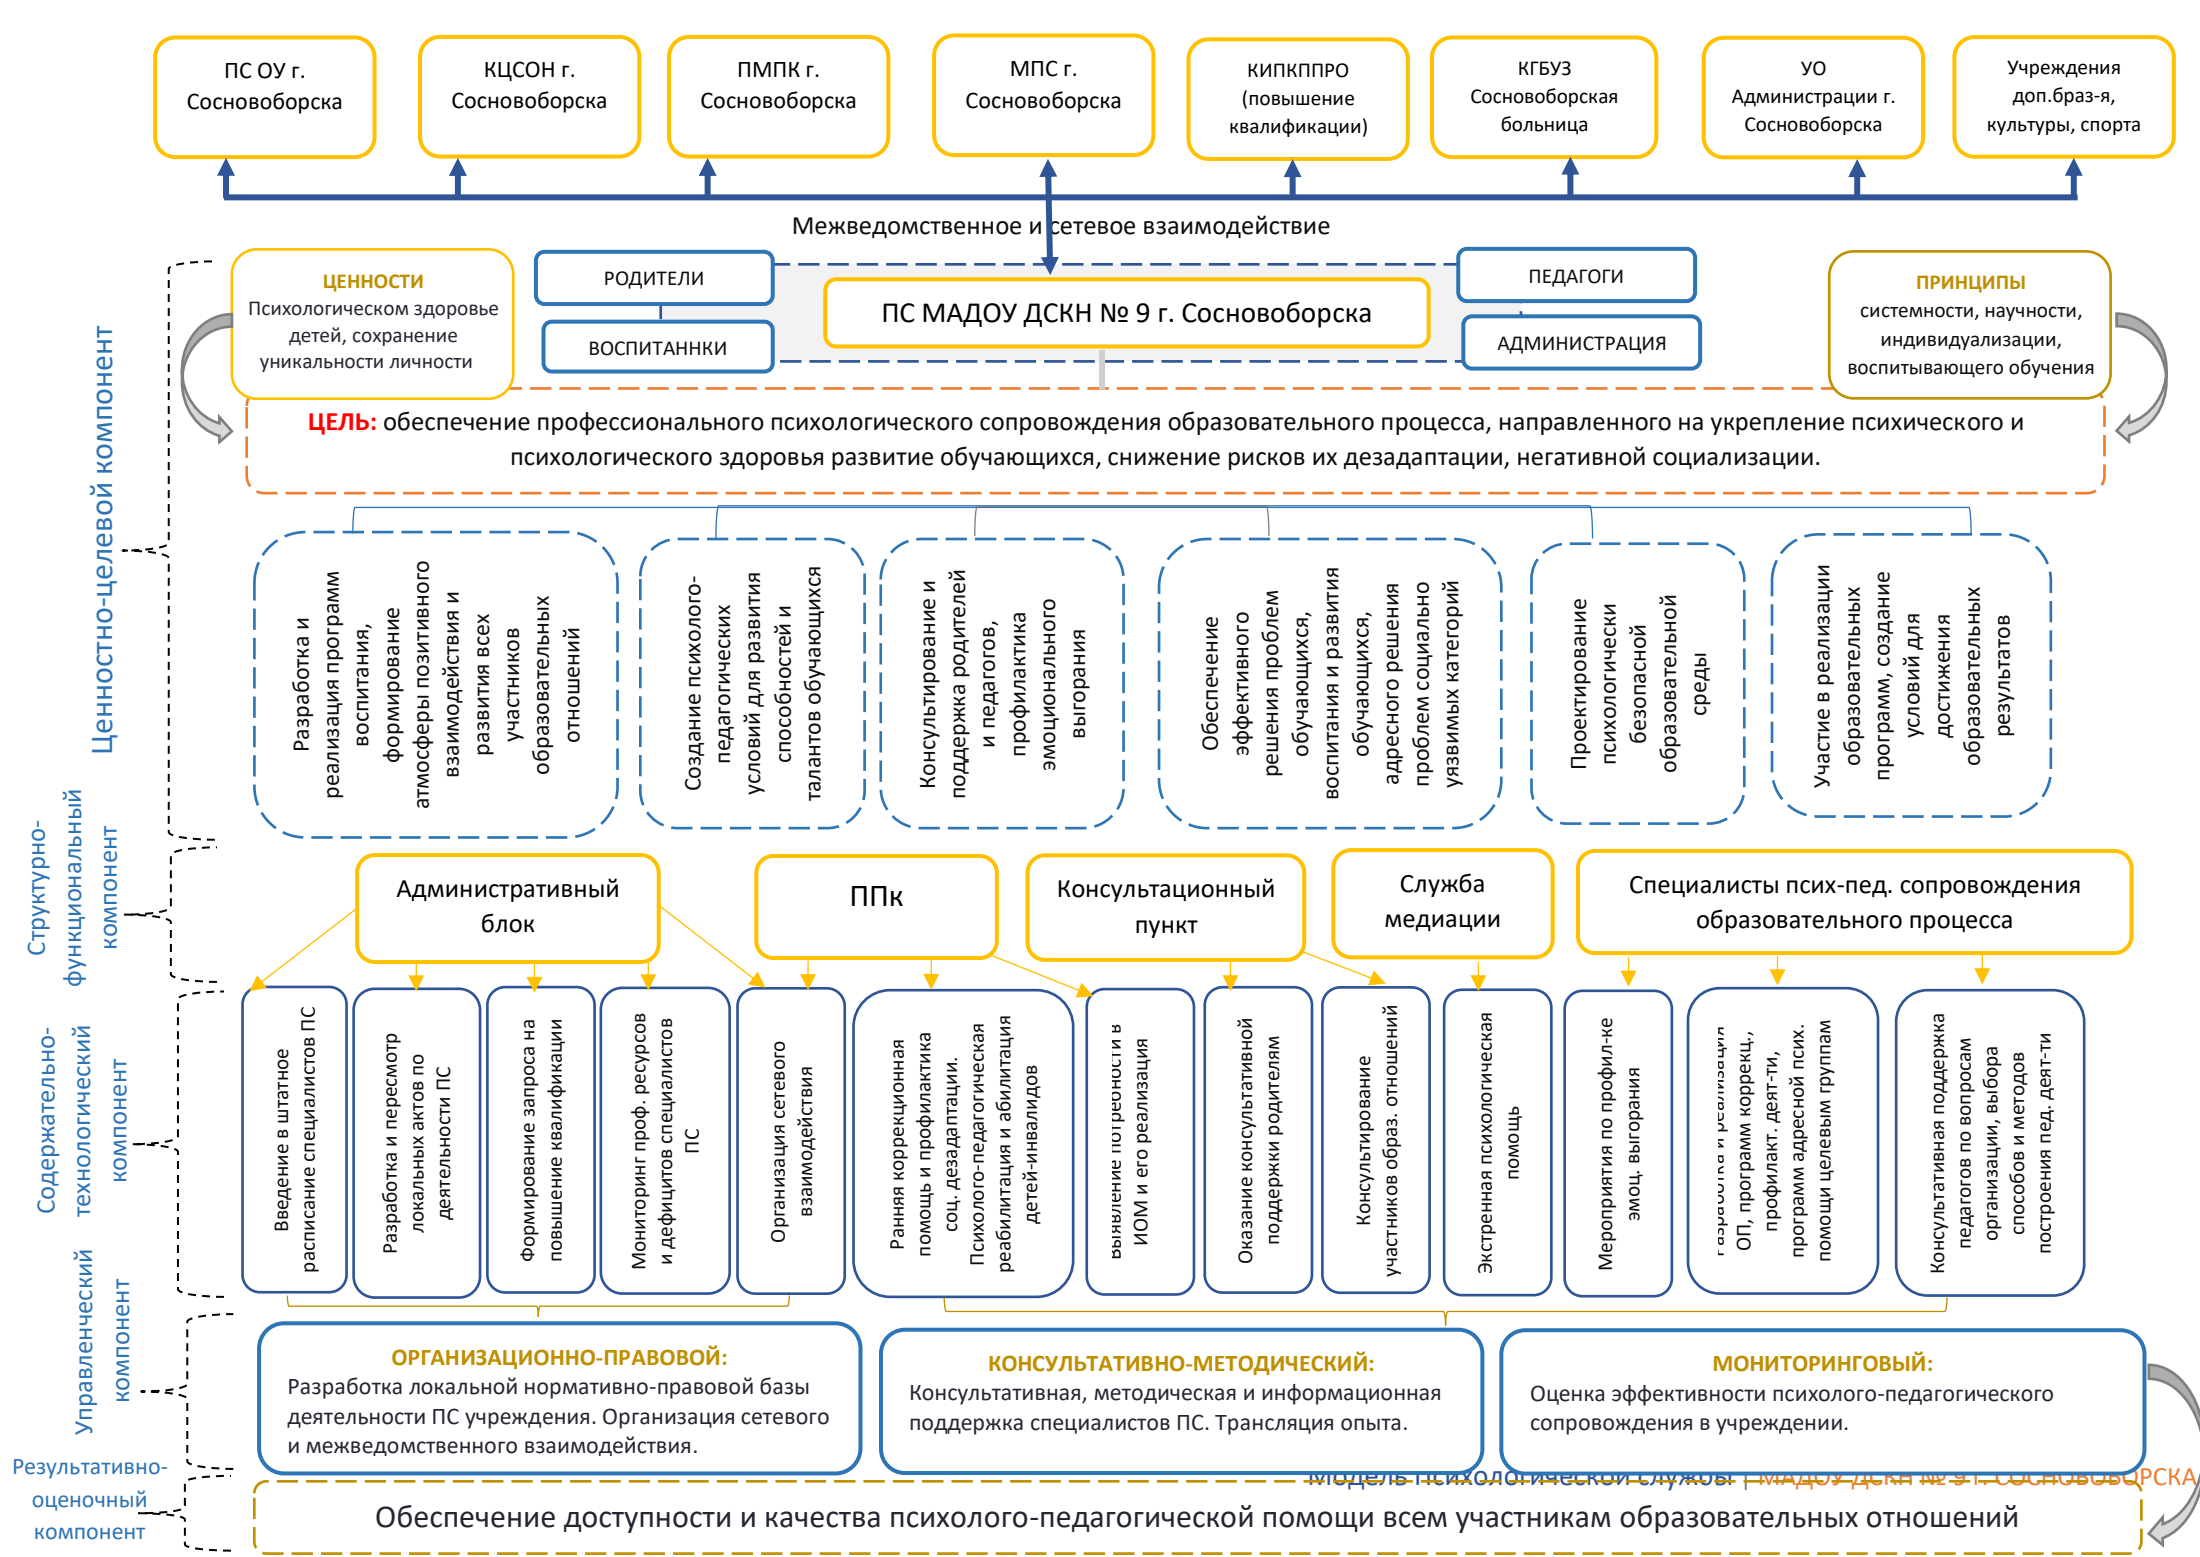 ПС ОУ г.
Сосновоборска
КЦСОН г.
Сосновоборска
ПМПК г.
Сосновоборска
МПС г.
Сосновоборска
КИПКППРО
(повышение
квалификации)
КГБУЗ
Сосновоборская
больница
УО
Администрации г.
Сосновоборска
Учреждения
доп.браз-я,
культуры, спорта
Межведомственное и сетевое взаимодействие
ЦЕННОСТИ
Психологическом здоровье
детей, сохранение
уникальности личности
РОДИТЕЛИ
ВОСПИТАННКИ
ПС МАДОУ ДСКН № 9 г. Сосновоборска
ПЕДАГОГИ
АДМИНИСТРАЦИЯ
ПРИНЦИПЫ
системности, научности,
индивидуализации,
воспитывающего обучения
ЦЕЛЬ: обеспечение профессионального психологического сопровождения образовательного процесса, направленного на укрепление психического и
психологического здоровья развитие обучающихся, снижение рисков их дезадаптации, негативной социализации.
Ценностно-целевой компонент
Разработка и
реализация программ
воспитания,
формирование
атмосферы позитивного
взаимодействия и
развития всех
участников
образовательных
отношений
Создание психолого-
педагогических
условий для развития
способностей и
талантов обучающихся
Консультирование и
поддержка родителей
и педагогов,
профилактика
эмоционального
выгорания
Обеспечение
эффективного
решения проблем
обучающихся,
воспитания и развития
обучающихся,
адресного решения
проблем социально
уязвимых категорий
Проектирование
психологически
безопасной
образовательной
среды
Участие в реализации
образовательных
программ, создание
условий для
достижения
образовательных
результатов
Структурно-
функциональный
компонент
Административный
блок
ППк
Консультационный
пункт
Служба
медиации
Специалисты псих-пед. сопровождения
образовательного процесса
Содержательно-
технологический
компонент
Введение в штатное
расписание специалистов ПС
Разработка и пересмотр
локальных актов по
деятельности ПС
Формирование запроса на
повышение квалификации
Мониторинг проф. ресурсов
и дефицитов специалистов
ПС
Организация сетевого
взаимодействия
Ранняя коррекционная
помощь и профилактика
соц. дезадаптации.
Психолого-педагогическая
реабилитация и абилитация
детей-инвалидов
Выявление потребности в
ИОМ и его реализация
Оказание консультативной
поддержки родителям
Консультирование
участников образ. отношений
Экстренная психологическая
помощь
Мероприятия по профил-ке
эмоц. выгорания
Разработка и реализация
ОП, программ коррекц.,
профилакт. деят-ти,
программ адресной псих.
помощи целевым группам
Консультативная поддержка
педагогов по вопросам
организации, выбора
способов и методов
построения пед. деят-ти
Управленческий
компонент
ОРГАНИЗАЦИОННО-ПРАВОВОЙ:
Разработка локальной нормативно-правовой базы
деятельности ПС учреждения. Организация сетевого
и межведомственного взаимодействия.
КОНСУЛЬТАТИВНО-МЕТОДИЧЕСКИЙ:
Консультативная, методическая и информационная
поддержка специалистов ПС. Трансляция опыта.
МОНИТОРИНГОВЫЙ:
Оценка эффективности психолого-педагогического
сопровождения в учреждении.
Модель Психологической службы | МАДОУ ДСКН № 9 г. СОСНОВОБОРСКА
Результативно-
оценочный
компонент
Обеспечение доступности и качества психолого-педагогической помощи всем участникам образовательных отношений